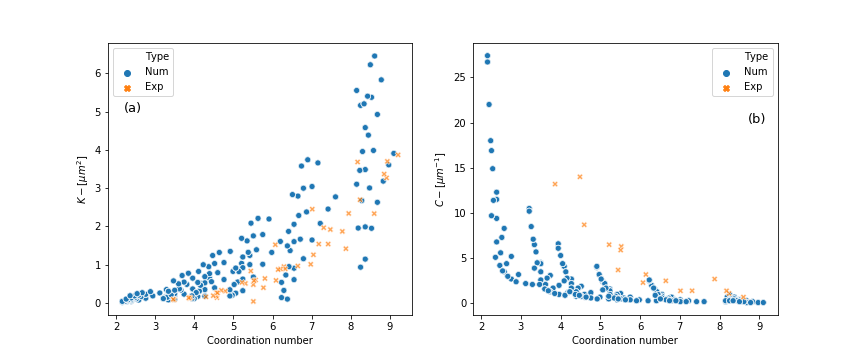 Type
Num
Exp
(a)
K − [μm²]
6
5
4
3
2
1
0
2 3 4 5 6 7 8 9
Coordination number
Type
Num
Exp
(b)
C − [μm⁻¹]
25
20
15
10
5
0
2 3 4 5 6 7 8 9
Coordination number